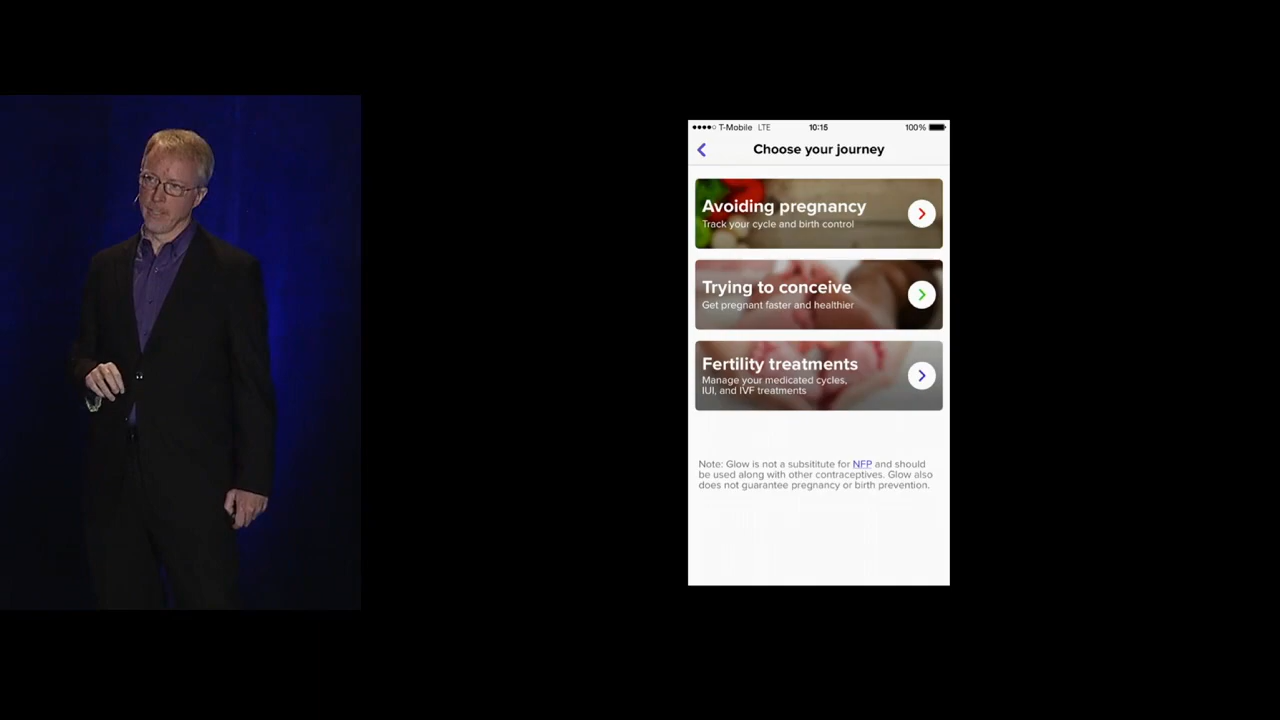 T-Mobile LTE 10:15 100%
Choose your journey
Avoiding pregnancy
Track your cycle and birth control
Trying to conceive
Get pregnant faster and healthier
Fertility treatments
Manage your medicated cycles,
IUI, and IVF treatments
Note: Glow is not a subsititute for NFP and should
be used along with other contraceptives. Glow also
does not guarantee pregnancy or birth prevention.